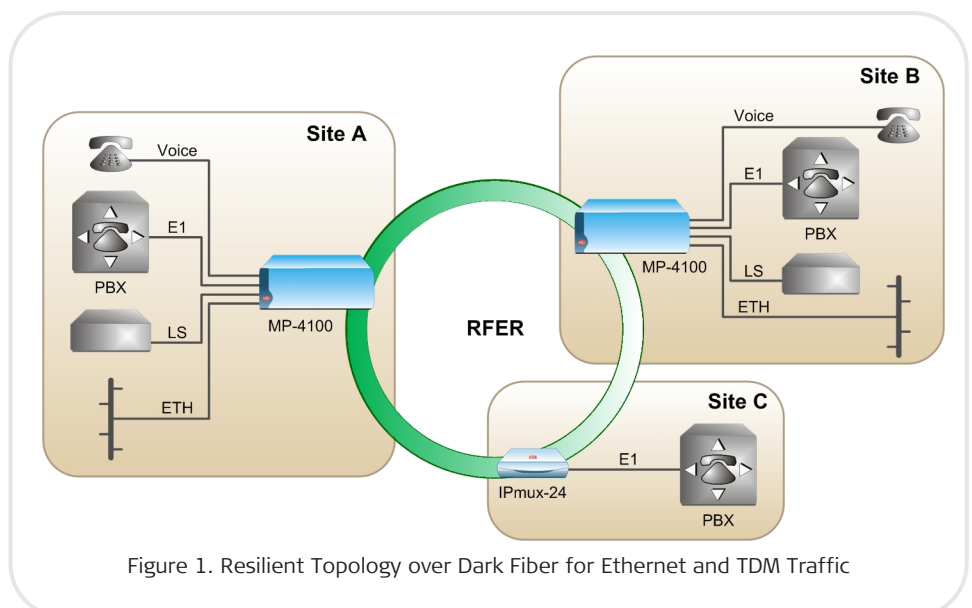 Site A
Voice
E1
PBX
LS
ETH
MP-4100
RFER
Site B
Voice
E1
PBX
MP-4100
LS
ETH
Site C
E1
IPmux-24
PBX
Figure 1. Resilient Topology over Dark Fiber for Ethernet and TDM Traffic